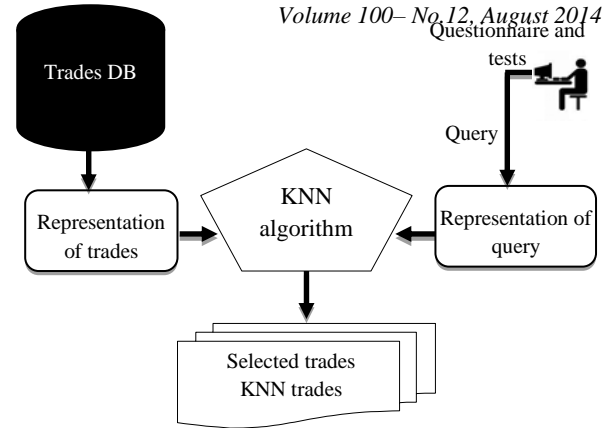 Volume 100– No.12, August 2014
Questionnaire and
tests
Trades DB
Query
Representation
of trades
KNN
algorithm
Representation of
query
Selected trades
KNN trades